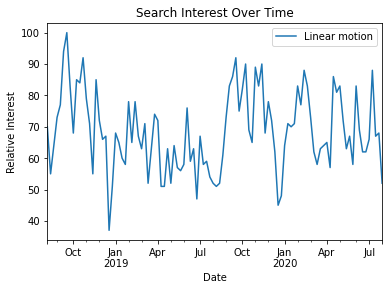 Search Interest Over Time
Linear motion
100
90
80
70
60
50
40
Relative Interest
Oct Jan Apr Jul Oct Jan Apr Jul
2019 2020
Date